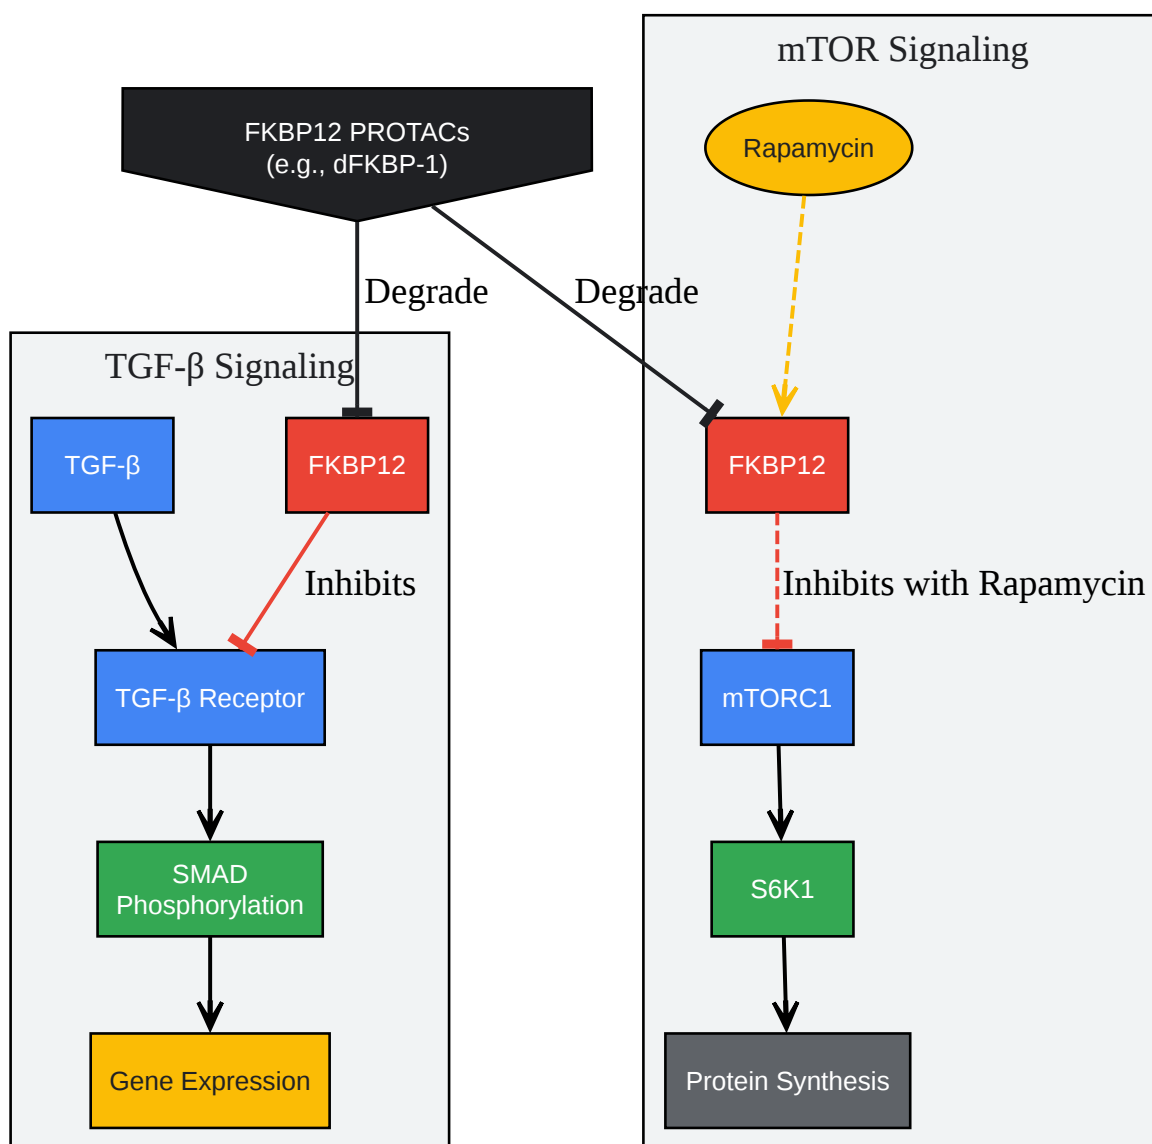 mTOR Signaling
FKBP12 PROTACs
(e.g., dFKBP-1)
Rapamycin
Degrade
Degrade
TGF-β Signaling
TGF-β
FKBP12
FKBP12
Inhibits
Inhibits with Rapamycin
TGF-β Receptor
mTORC1
SMAD
Phosphorylation
S6K1
Gene Expression
Protein Synthesis